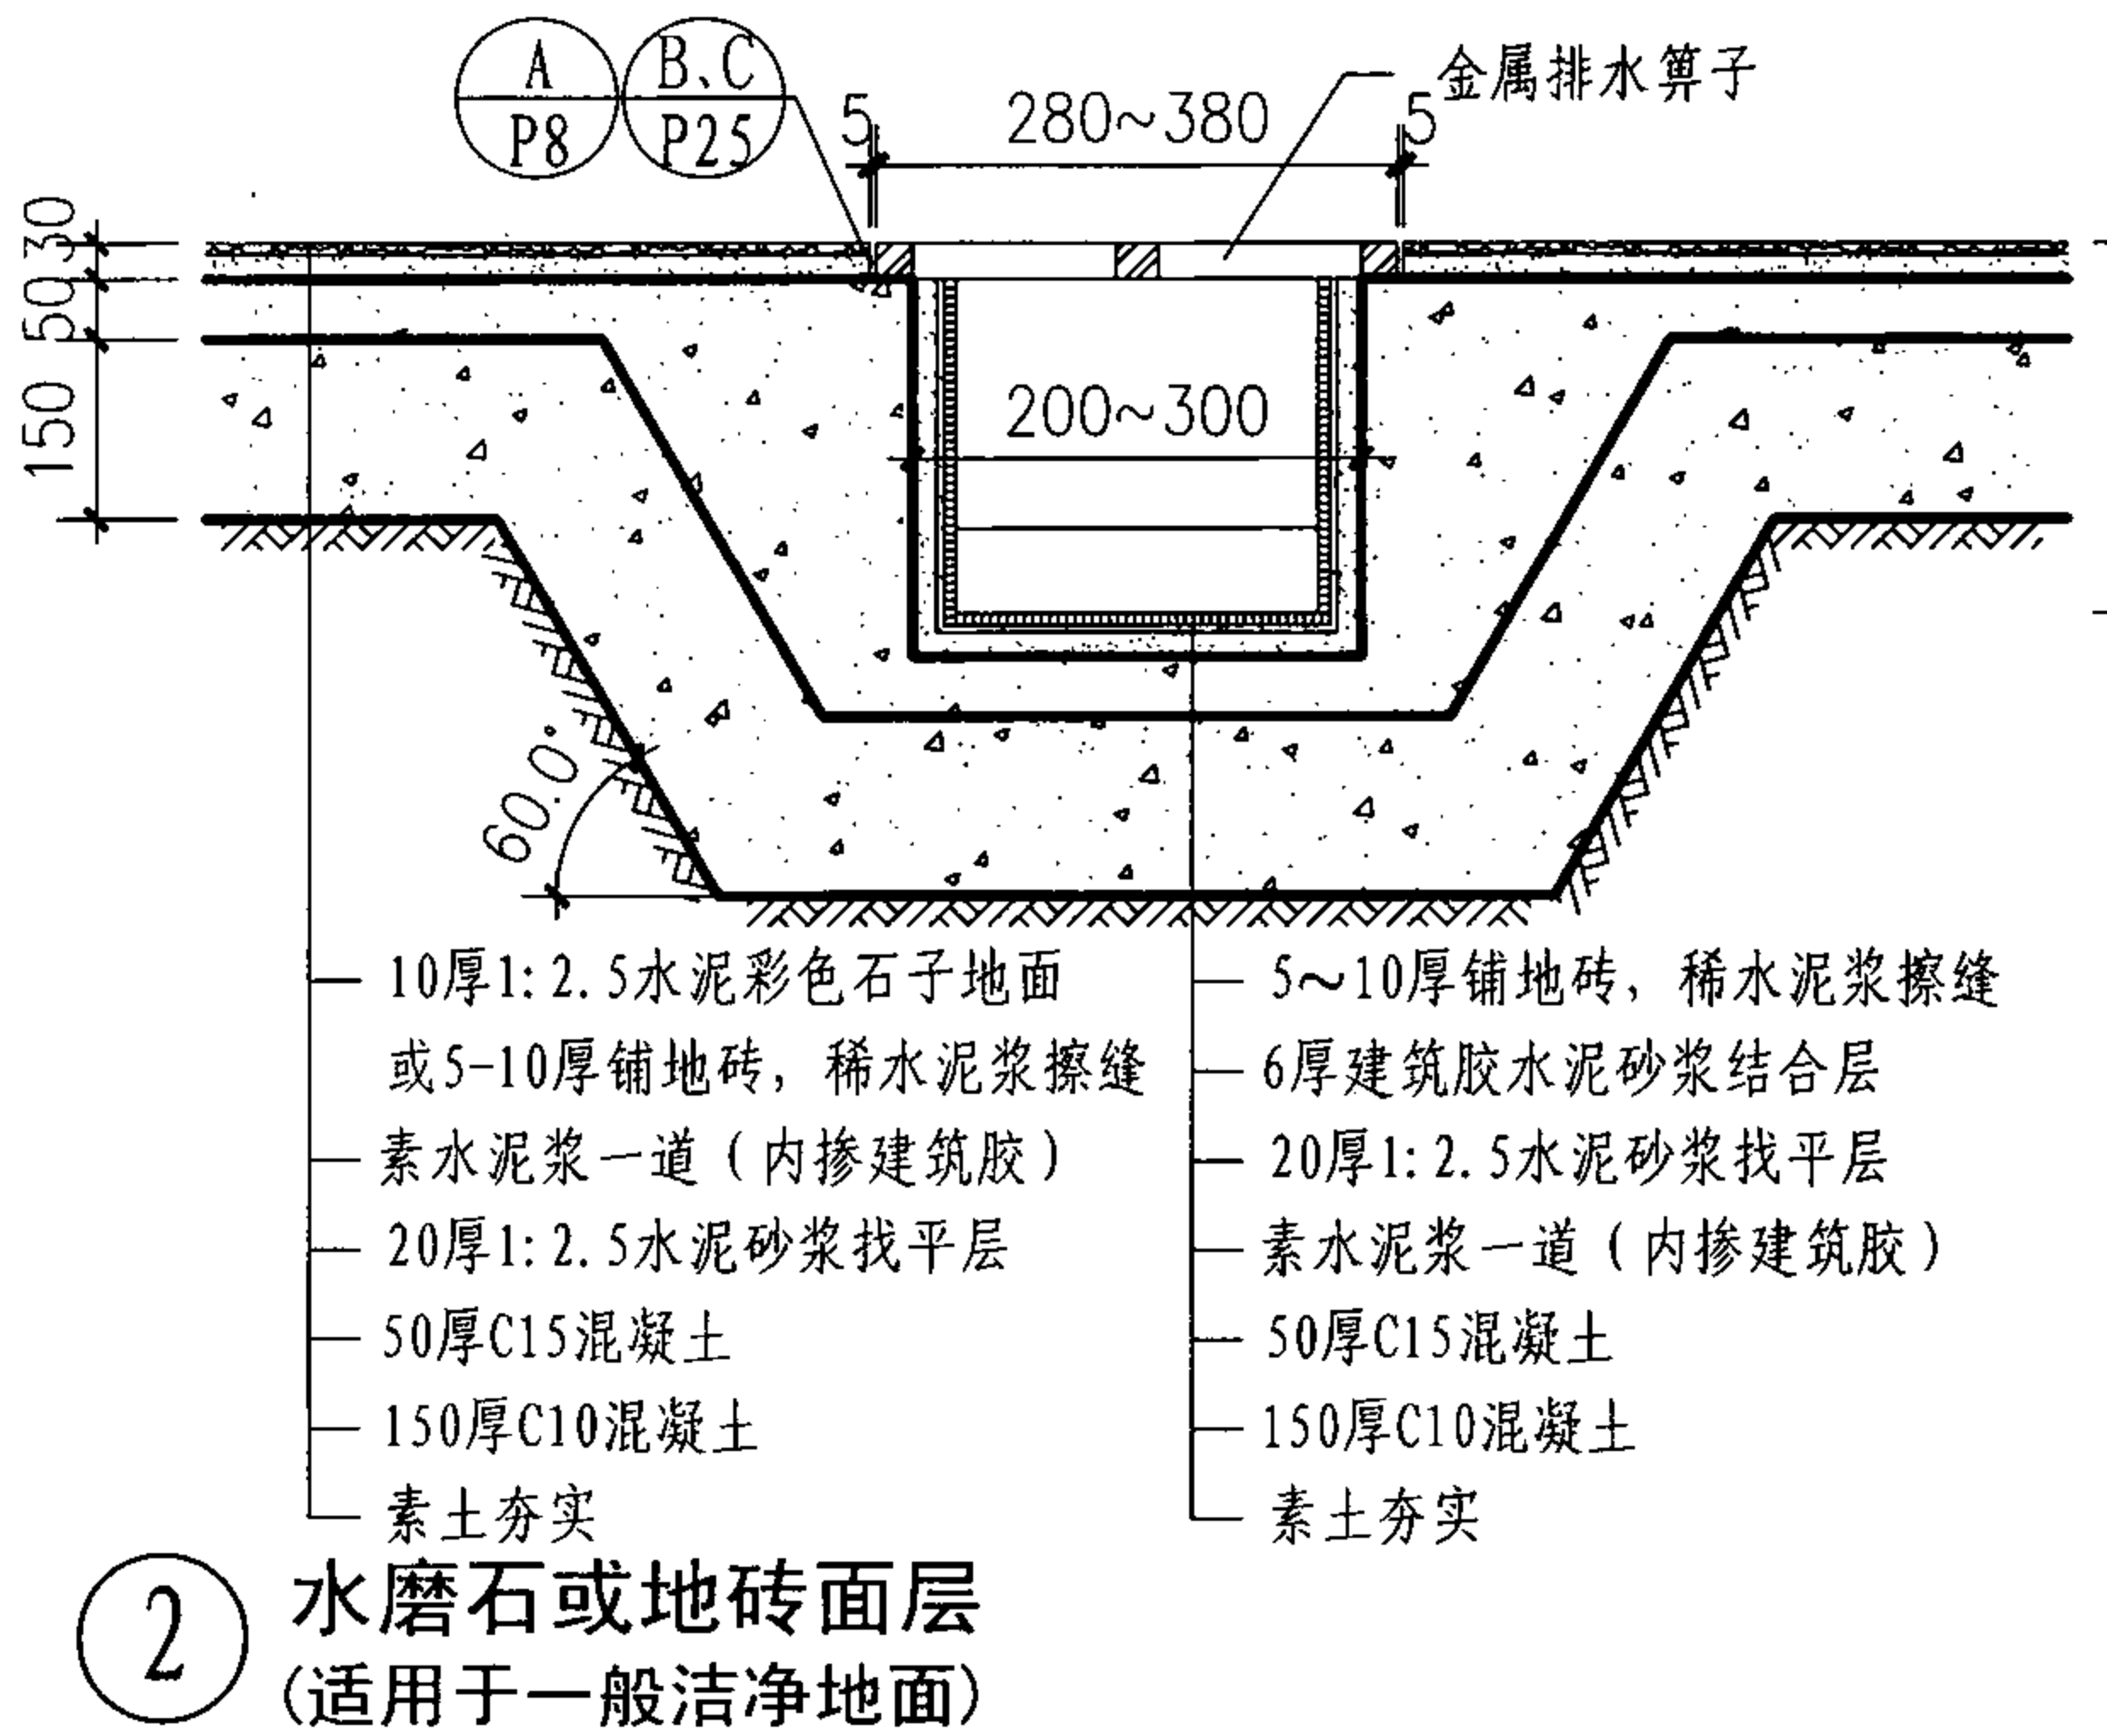 A
P8
B、C
P25
5
280~380
5
金属排水箅子
30
50
150
200~300
60.0°
10厚1:2.5水泥彩色石子地面
或5-10厚铺地砖, 稀水泥浆擦缝
素水泥浆一道(内掺建筑胶)
20厚1:2.5水泥砂浆找平层
50厚C15混凝土
150厚C10混凝土
素土夯实
5~10厚铺地砖, 稀水泥浆擦缝
6厚建筑胶水泥砂浆结合层
20厚1:2.5水泥砂浆找平层
素水泥浆一道(内掺建筑胶)
50厚C15混凝土
150厚C10混凝土
素土夯实
2
水磨石或地砖面层
(适用于一般洁净地面)